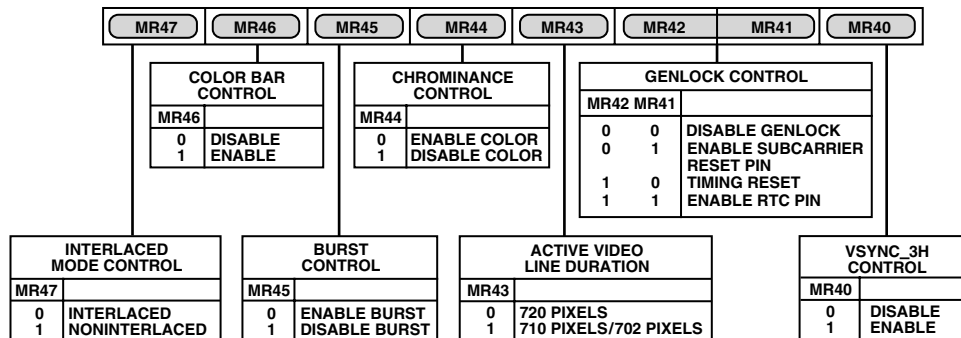 MR47 MR46 MR45 MR44 MR43 MR42 MR41 MR40
COLOR BAR
CONTROL
MR46
0 DISABLE
1 ENABLE
CHROMINANCE
CONTROL
MR44
0 ENABLE COLOR
1 DISABLE COLOR
GENLOCK CONTROL
MR42 MR41
0 0 DISABLE GENLOCK
0 1 ENABLE SUBCARRIER
RESET PIN
1 0 TIMING RESET
1 1 ENABLE RTC PIN
INTERLACED
MODE CONTROL
MR47
0 INTERLACED
1 NONINTERLACED
BURST
CONTROL
MR45
0 ENABLE BURST
1 DISABLE BURST
ACTIVE VIDEO
LINE DURATION
MR43
0 720 PIXELS
1 710 PIXELS/702 PIXELS
VSYNC_3H
CONTROL
MR40
0 DISABLE
1 ENABLE